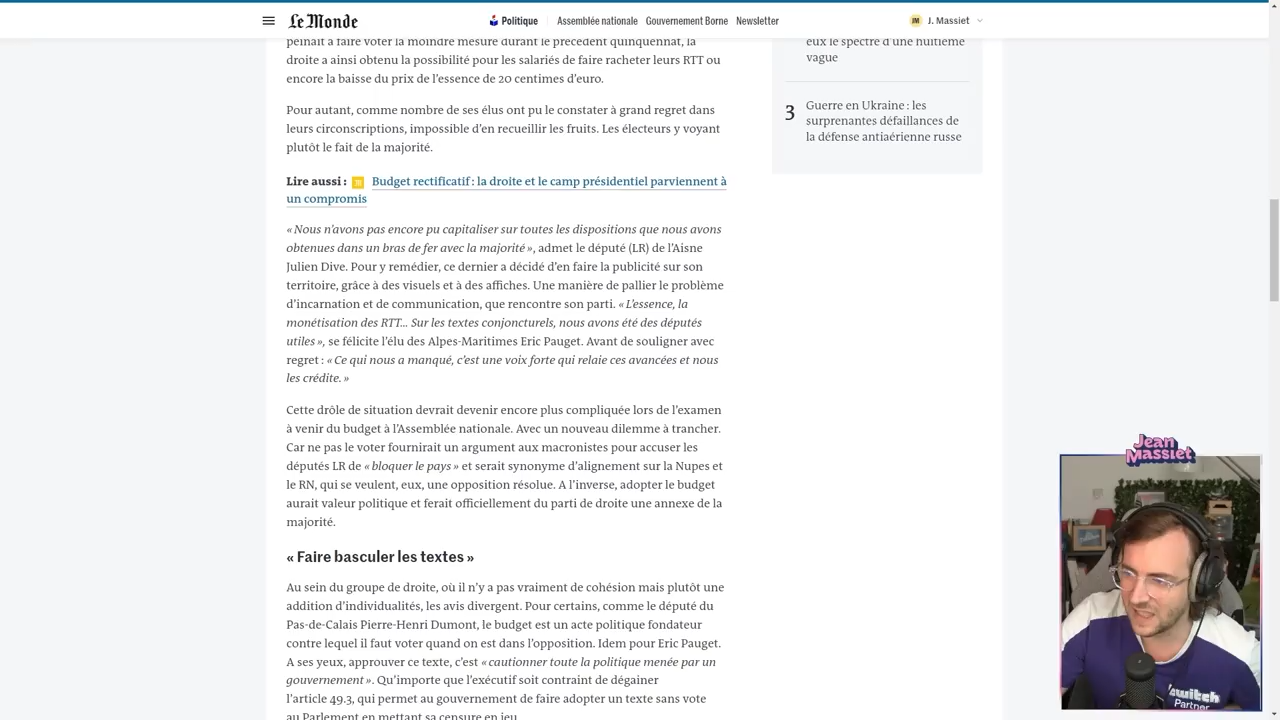 Le Monde
Politique
Assemblée nationale
Gouvernement Borne
Newsletter
JM
J. Massiet
peinait à faire voter la moindre mesure durant le précédent quinquennat, la
droite a ainsi obtenu la possibilité pour les salariés de faire racheter leurs RTT ou
encore la baisse du prix de l'essence de 20 centimes d'euro.
Pour autant, comme nombre de ses élus ont pu le constater à grand regret dans
leurs circonscriptions, impossible d'en recueillir les fruits. Les électeurs y voyant
plutôt le fait de la majorité.
Lire aussi : Budget rectificatif : la droite et le camp présidentiel parviennent à
un compromis
« Nous n'avons pas encore pu capitaliser sur toutes les dispositions que nous avons
obtenues dans un bras de fer avec la majorité », admet le député (LR) de l'Aisne
Julien Dive. Pour y remédier, ce dernier a décidé d'en faire la publicité sur son
territoire, grâce à des visuels et à des affiches. Une manière de pallier le problème
d'incarnation et de communication, que rencontre son parti. « L'essence, la
monétisation des RTT… Sur les textes conjoncturels, nous avons été des députés
utiles », se félicite l'élu des Alpes-Maritimes Eric Pauget. Avant de souligner avec
regret : « Ce qui nous a manqué, c'est une voix forte qui relaie ces avancées et nous
les crédite. »
Cette drôle de situation devrait devenir encore plus compliquée lors de l'examen
à venir du budget à l'Assemblée nationale. Avec un nouveau dilemme à trancher.
Car ne pas le voter fournirait un argument aux macronistes pour accuser les
députés LR de « bloquer le pays » et serait synonyme d'alignement sur la Nupes et
le RN, qui se veulent, eux, une opposition résolue. A l'inverse, adopter le budget
aurait valeur politique et ferait officiellement du parti de droite une annexe de la
majorité.
« Faire basculer les textes »
Au sein du groupe de droite, où il n'y a pas vraiment de cohésion mais plutôt une
addition d'individualités, les avis divergent. Pour certains, comme le député du
Pas-de-Calais Pierre-Henri Dumont, le budget est un acte politique fondateur
contre lequel il faut voter quand on est dans l'opposition. Idem pour Eric Pauget.
A ses yeux, approuver ce texte, c'est « cautionner toute la politique menée par un
gouvernement ». Qu'importe que l'exécutif soit contraint de dégainer
l'article 49.3, qui permet au gouvernement de faire adopter un texte sans vote
au Parlement en mettant sa censure en jeu.
eux le spectre d'une huitième
vague
3
Guerre en Ukraine : les
surprenantes défaillances de
la défense antiaérienne russe
Jean
Massiet
twitch
Partner